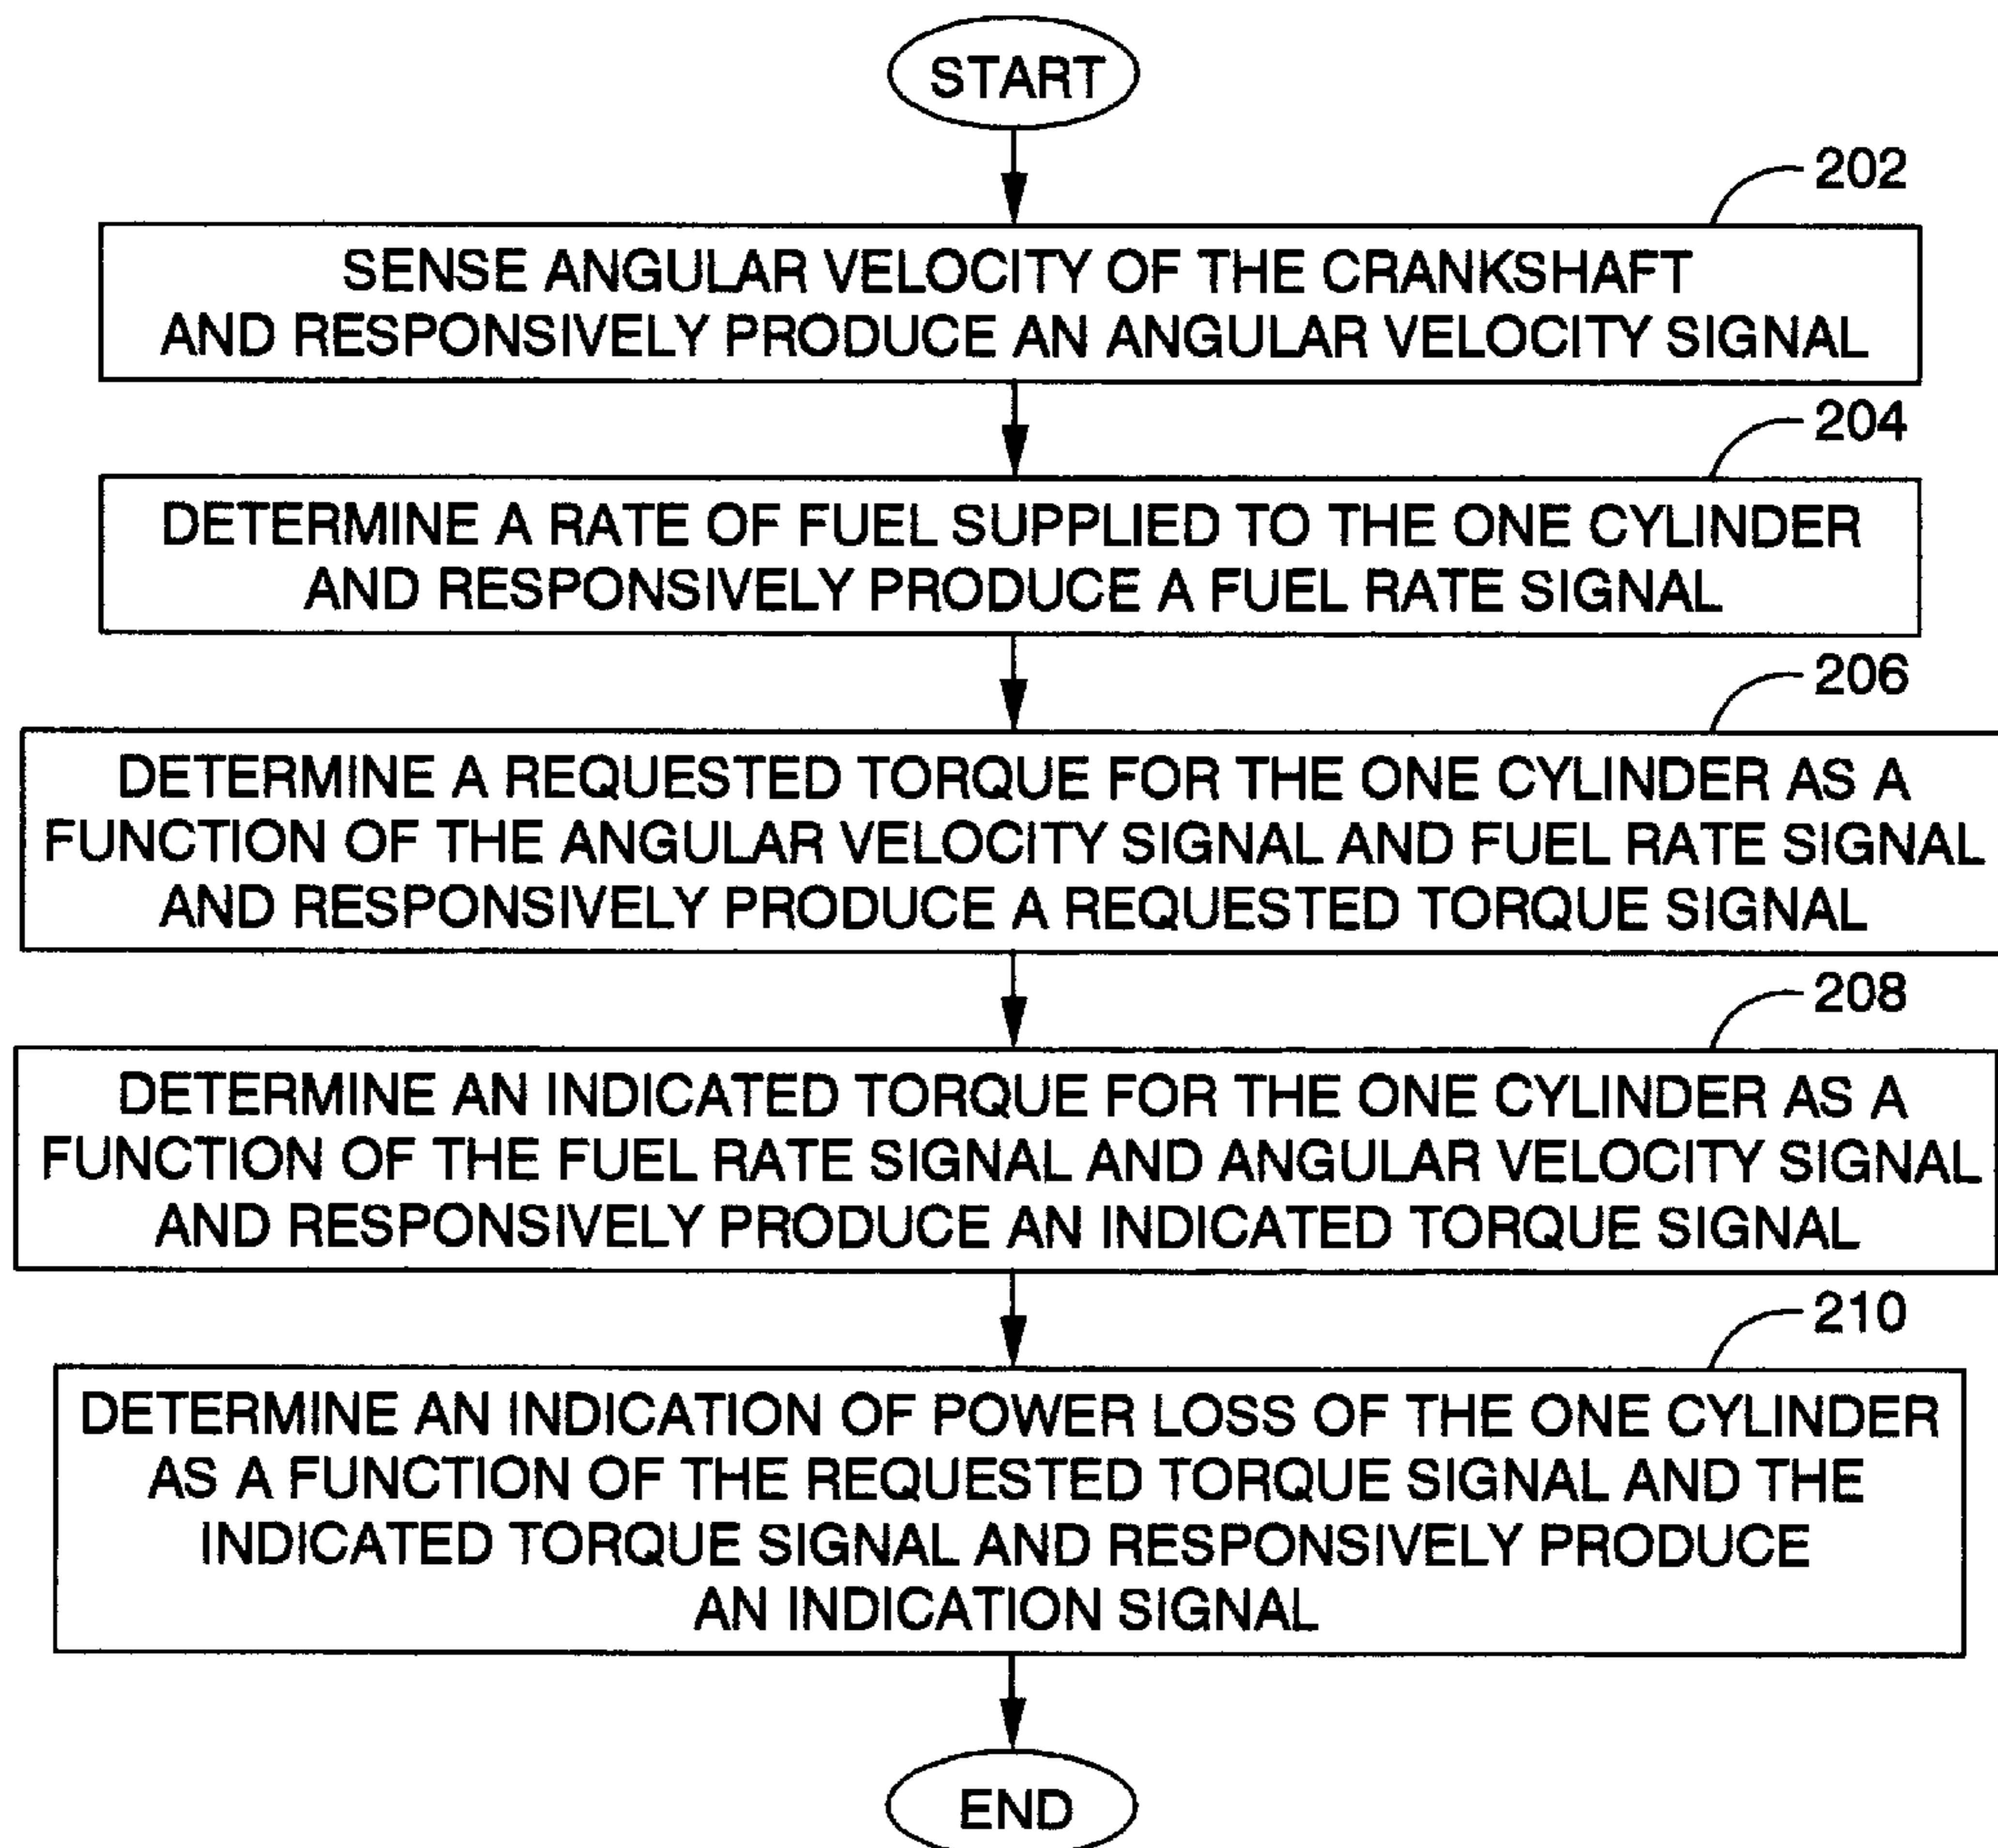 START
202
SENSE ANGULAR VELOCITY OF THE CRANKSHAFT
AND RESPONSIVELY PRODUCE AN ANGULAR VELOCITY SIGNAL
204
DETERMINE A RATE OF FUEL SUPPLIED TO THE ONE CYLINDER
AND RESPONSIVELY PRODUCE A FUEL RATE SIGNAL
206
DETERMINE A REQUESTED TORQUE FOR THE ONE CYLINDER AS A
FUNCTION OF THE ANGULAR VELOCITY SIGNAL AND FUEL RATE SIGNAL
AND RESPONSIVELY PRODUCE A REQUESTED TORQUE SIGNAL
208
DETERMINE AN INDICATED TORQUE FOR THE ONE CYLINDER AS A
FUNCTION OF THE FUEL RATE SIGNAL AND ANGULAR VELOCITY SIGNAL
AND RESPONSIVELY PRODUCE AN INDICATED TORQUE SIGNAL
210
DETERMINE AN INDICATION OF POWER LOSS OF THE ONE CYLINDER
AS A FUNCTION OF THE REQUESTED TORQUE SIGNAL AND THE
INDICATED TORQUE SIGNAL AND RESPONSIVELY PRODUCE
AN INDICATION SIGNAL
END